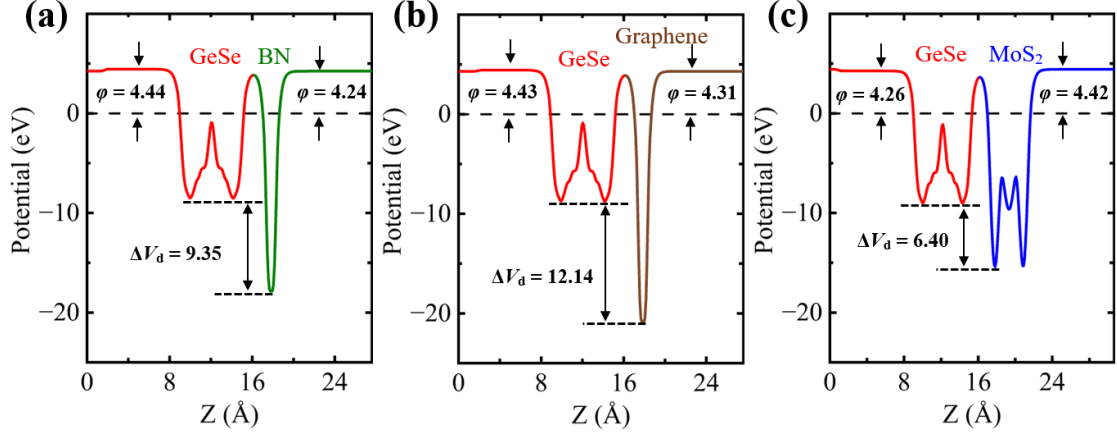 (a)
GeSe BN
φ = 4.44
φ = 4.24
ΔVd = 9.35
Potential (eV)
0
−10
−20
0 8 16 24
Z (Å)
(b)
Graphene
GeSe
φ = 4.43
φ = 4.31
ΔVd = 12.14
Potential (eV)
0
−10
−20
0 8 16 24
Z (Å)
(c)
GeSe MoS₂
φ = 4.26
φ = 4.42
ΔVd = 6.40
Potential (eV)
0
−10
−20
0 8 16 24
Z (Å)